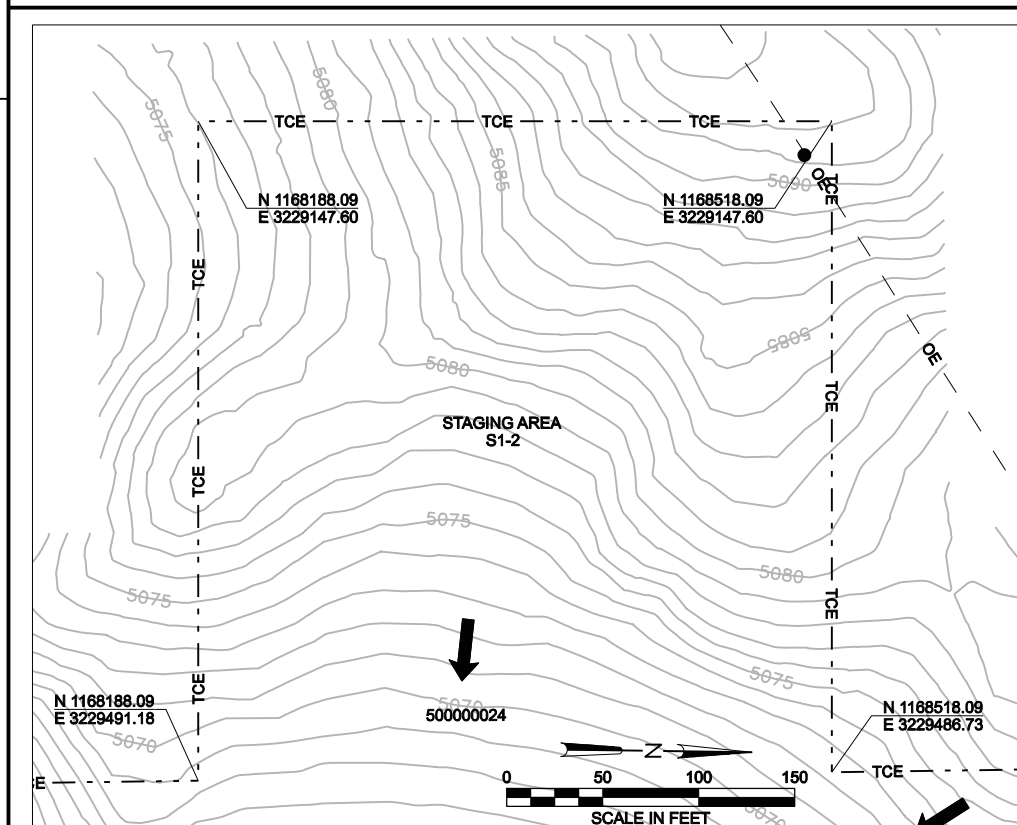 5080
5075
TCE TCE TCE
5085
5090
OE
TCE
N 1168188.09
E 3229147.60
N 1168518.09
E 3229147.60
TCE
5085
OE
5080
TCE
STAGING AREA
S1-2
TCE
5075
5080
5075
TCE
5075
TCE
N 1168188.09
E 3229491.18
5070
5070
500000024
N 1168518.09
E 3229486.73
N
TCE
0 50 100 150
5070
SCALE IN FEET